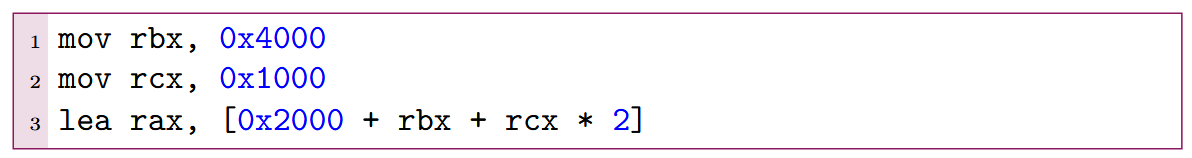 1 mov rbx, 0x4000
2 mov rcx, 0x1000
3 lea rax, [0x2000 + rbx + rcx * 2]